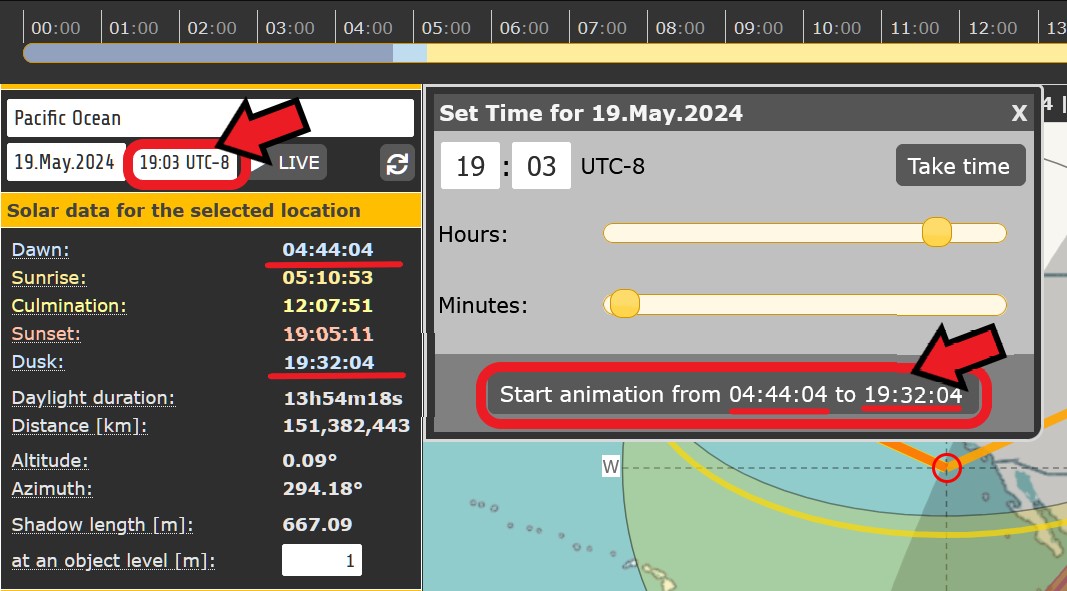 00:00 01:00 02:00 03:00 04:00 05:00 06:00 07:00 08:00 09:00 10:00 11:00 12:00 13
Pacific Ocean
19.May.2024 19:03 UTC-8 LIVE
Solar data for the selected location
Dawn: 04:44:04
Sunrise: 05:10:53
Culmination: 12:07:51
Sunset: 19:05:11
Dusk: 19:32:04
Daylight duration: 13h54m18s
Distance [km]: 151,382,443
Altitude: 0.09°
Azimuth: 294.18°
Shadow length [m]: 667.09
at an object level [m]: 1
Set Time for 19.May.2024 X
19 : 03 UTC-8 Take time
Hours:
Minutes:
Start animation from 04:44:04 to 19:32:04
4 |
W